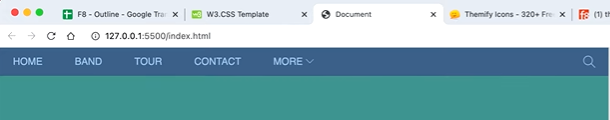 F8 - Outline - Google Tra
W3.CSS Template
Document
Themify Icons - 320+ Fre
(1) th
127.0.0.1:5500/index.html
HOME BAND TOUR CONTACT MORE